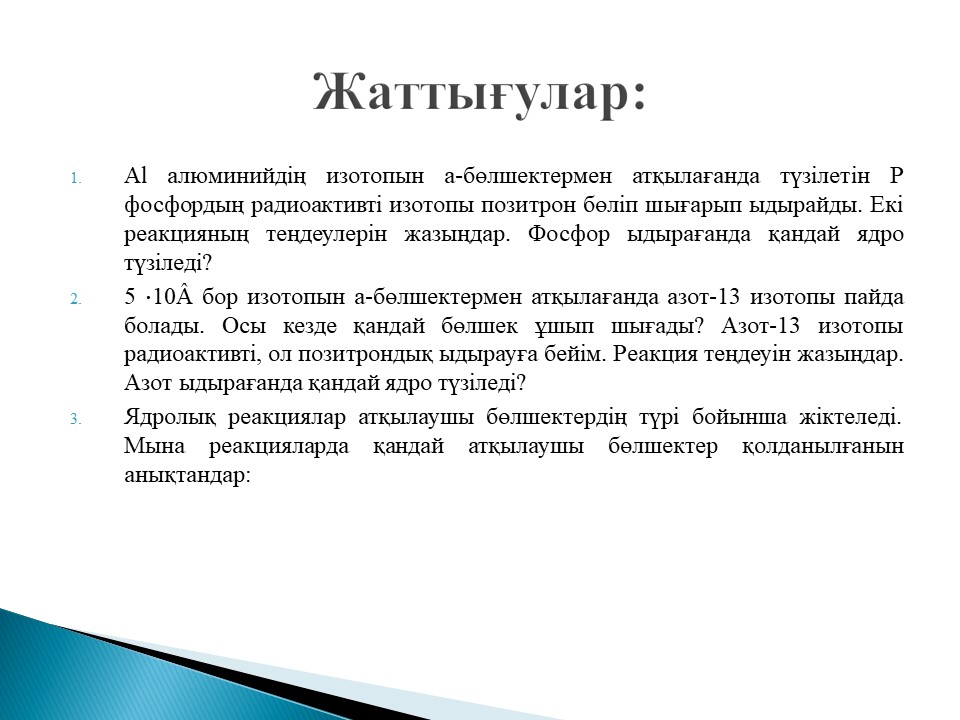 Жаттығулар:
1. Al алюминийдің изотопын а-бөлшектермен атқылағанда түзілетін Р
фосфордың радиоактивті изотопы позитрон бөліп шығарып ыдырайды. Екі
реакцияның теңдеулерін жазыңдар. Фосфор ыдырағанда қандай ядро
түзіледі?
2. 5 ·10Â бор изотопын а-бөлшектермен атқылағанда азот-13 изотопы пайда
болады. Осы кезде қандай бөлшек ұшып шығады? Азот-13 изотопы
радиоактивті, ол позитрондық ыдырауға бейім. Реакция теңдеуін жазыңдар.
Азот ыдырағанда қандай ядро түзіледі?
3. Ядролық реакциялар атқылаушы бөлшектердің түрі бойынша жіктеледі.
Мына реакцияларда қандай атқылаушы бөлшектер қолданылғанын
анықтандар: